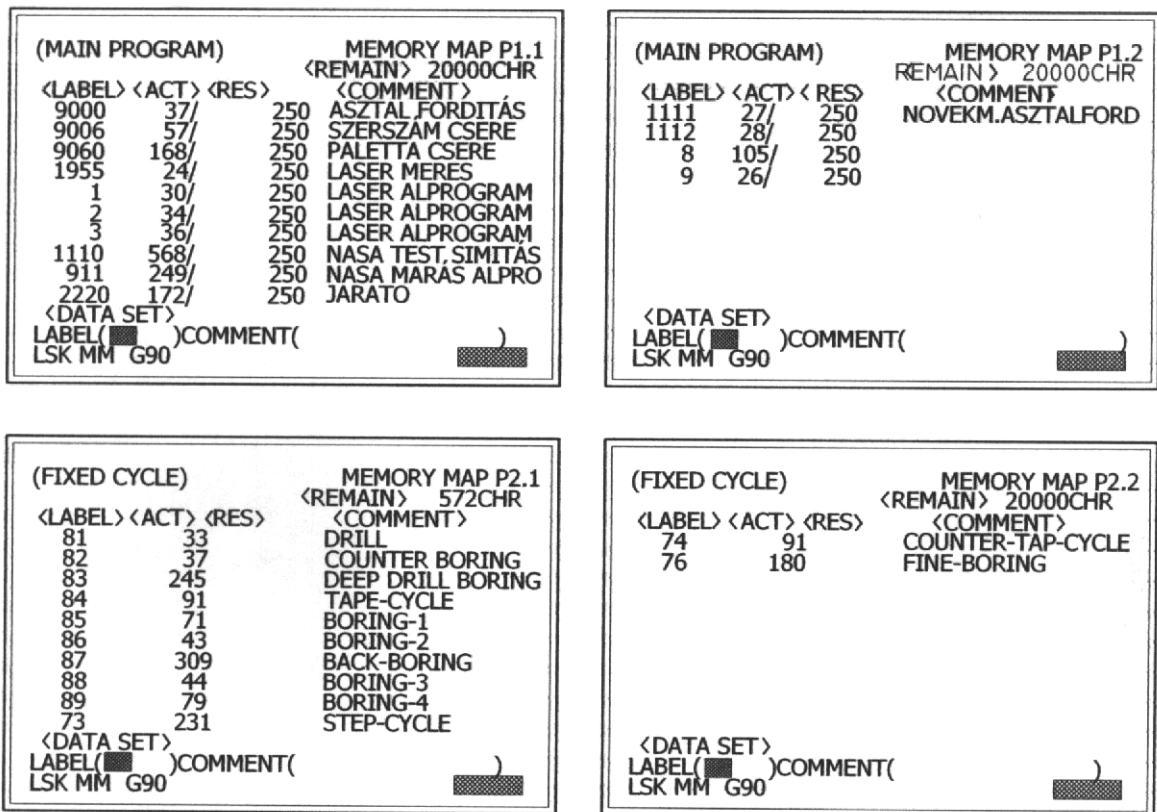 (MAIN PROGRAM) MEMORY MAP P1.1
<REMAIN> 20000CHR
<LABEL> <ACT> <RES> <COMMENT>
9000 37/ 250 ASZTAL.FORDITÁS
9006 57/ 250 SZERSZÁM CSERE
9060 168/ 250 PALETTA CSERE
1955 24/ 250 LASER MERES
1 30/ 250 LASER ALPROGRAM
2 34/ 250 LASER ALPROGRAM
3 36/ 250 LASER ALPROGRAM
1110 568/ 250 NASA TEST.SIMITÁS
911 249/ 250 NASA MARÁS ALPRO
2220 172/ 250 JARATO
<DATA SET>
LABEL( )COMMENT( )
LSK MM G90
(MAIN PROGRAM) MEMORY MAP P1.2
REMAIN> 20000CHR
<LABEL> <ACT> <RES> <COMMENT
1111 27/ 250 NOVEKM.ASZTALFORD
1112 28/ 250
8 105/ 250
9 26/ 250
<DATA SET>
LABEL( )COMMENT( )
LSK MM G90
(FIXED CYCLE) MEMORY MAP P2.1
<REMAIN> 572CHR
<LABEL> <ACT> <RES> <COMMENT>
81 33 DRILL
82 37 COUNTER BORING
83 245 DEEP DRILL BORING
84 91 TAPE-CYCLE
85 71 BORING-1
86 43 BORING-2
87 309 BACK-BORING
88 44 BORING-3
89 79 BORING-4
73 231 STEP-CYCLE
<DATA SET>
LABEL( )COMMENT( )
LSK MM G90
(FIXED CYCLE) MEMORY MAP P2.2
<REMAIN> 20000CHR
<LABEL> <ACT> <RES> <COMMENT>
74 91 COUNTER-TAP-CYCLE
76 180 FINE-BORING
<DATA SET>
LABEL( )COMMENT( )
LSK MM G90